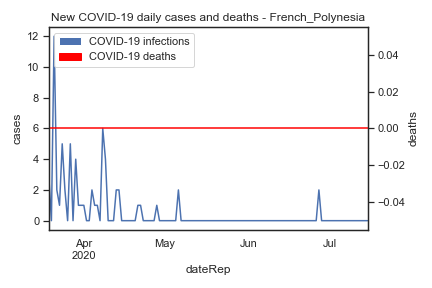 New COVID-19 daily cases and deaths - French_Polynesia
COVID-19 infections
COVID-19 deaths
12
10
8
6
4
2
0
cases
0.04
0.02
0.00
−0.02
−0.04
deaths
Apr
2020
May
Jun
Jul
dateRep